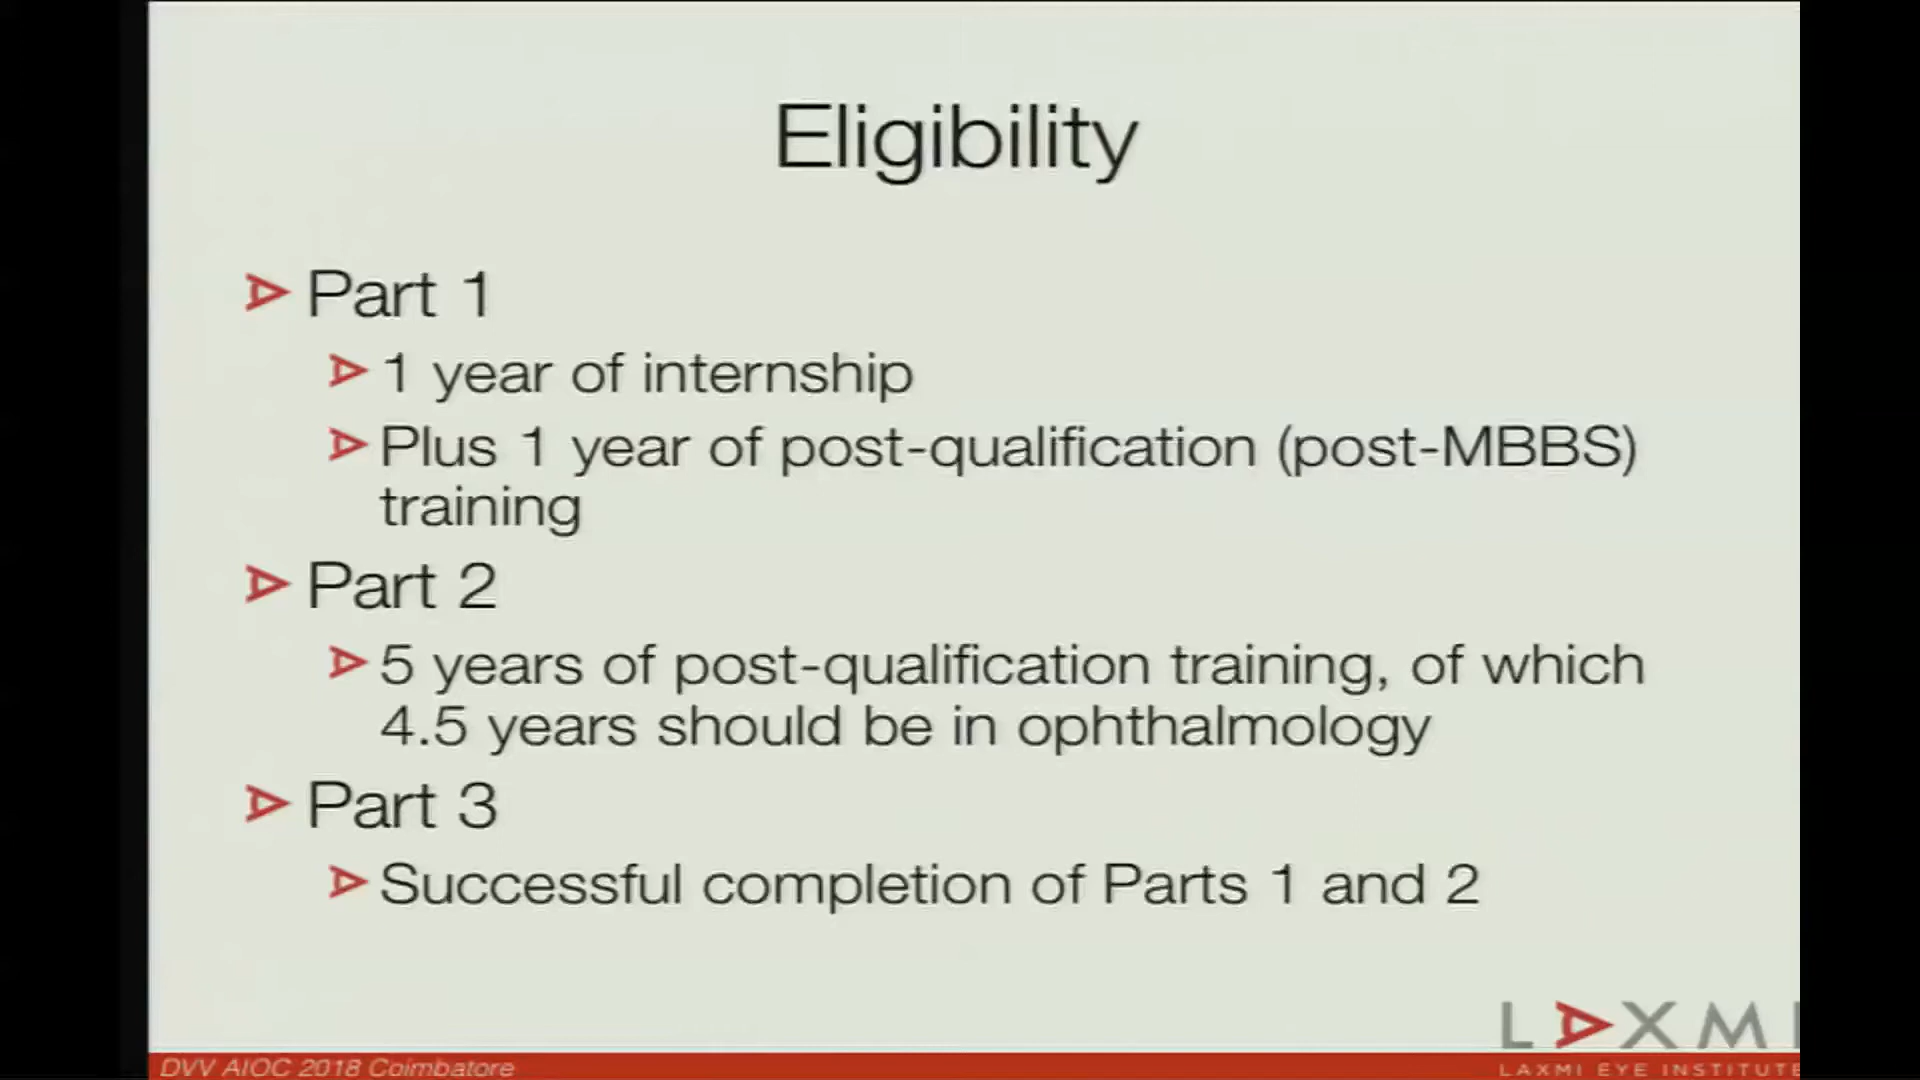 Eligibility
Part 1
1 year of internship
Plus 1 year of post-qualification (post-MBBS)
training
Part 2
5 years of post-qualification training, of which
4.5 years should be in ophthalmology
Part 3
Successful completion of Parts 1 and 2
LAXMI
DVV AIOC 2018 Coimbatore
LAXMI EYE INSTITUTE